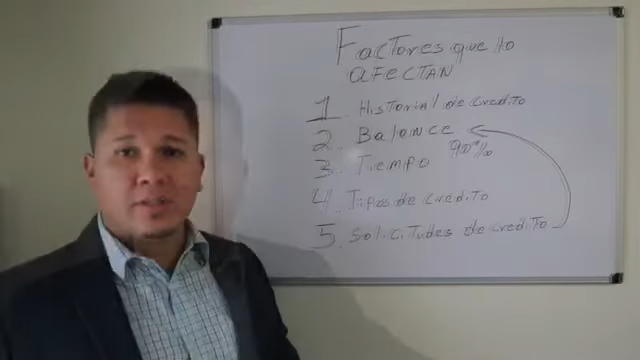 Factores que lo
AFECTAN
1. Historial de credito
2. Balance
90%
3. Tiempo
4. Tipos de credito
5. Solicitudes de credito